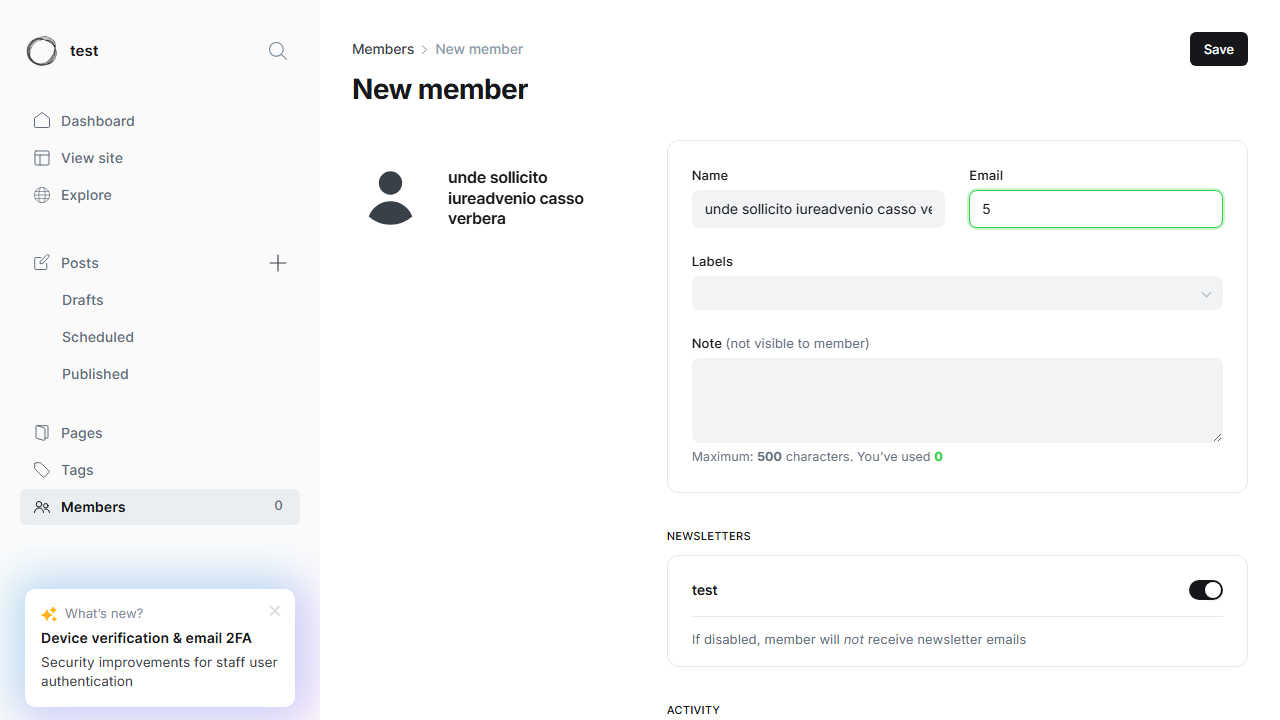 test
Dashboard
View site
Explore
Posts
Drafts
Scheduled
Published
Pages
Tags
Members 0
What's new?
Device verification & email 2FA
Security improvements for staff user
authentication
Members > New member
Save
New member
unde sollicito
iureadvenio casso
verbera
Name
unde sollicito iureadvenio casso ve
Email
5
Labels
Note (not visible to member)
Maximum: 500 characters. You've used 0
NEWSLETTERS
test
If disabled, member will not receive newsletter emails
ACTIVITY